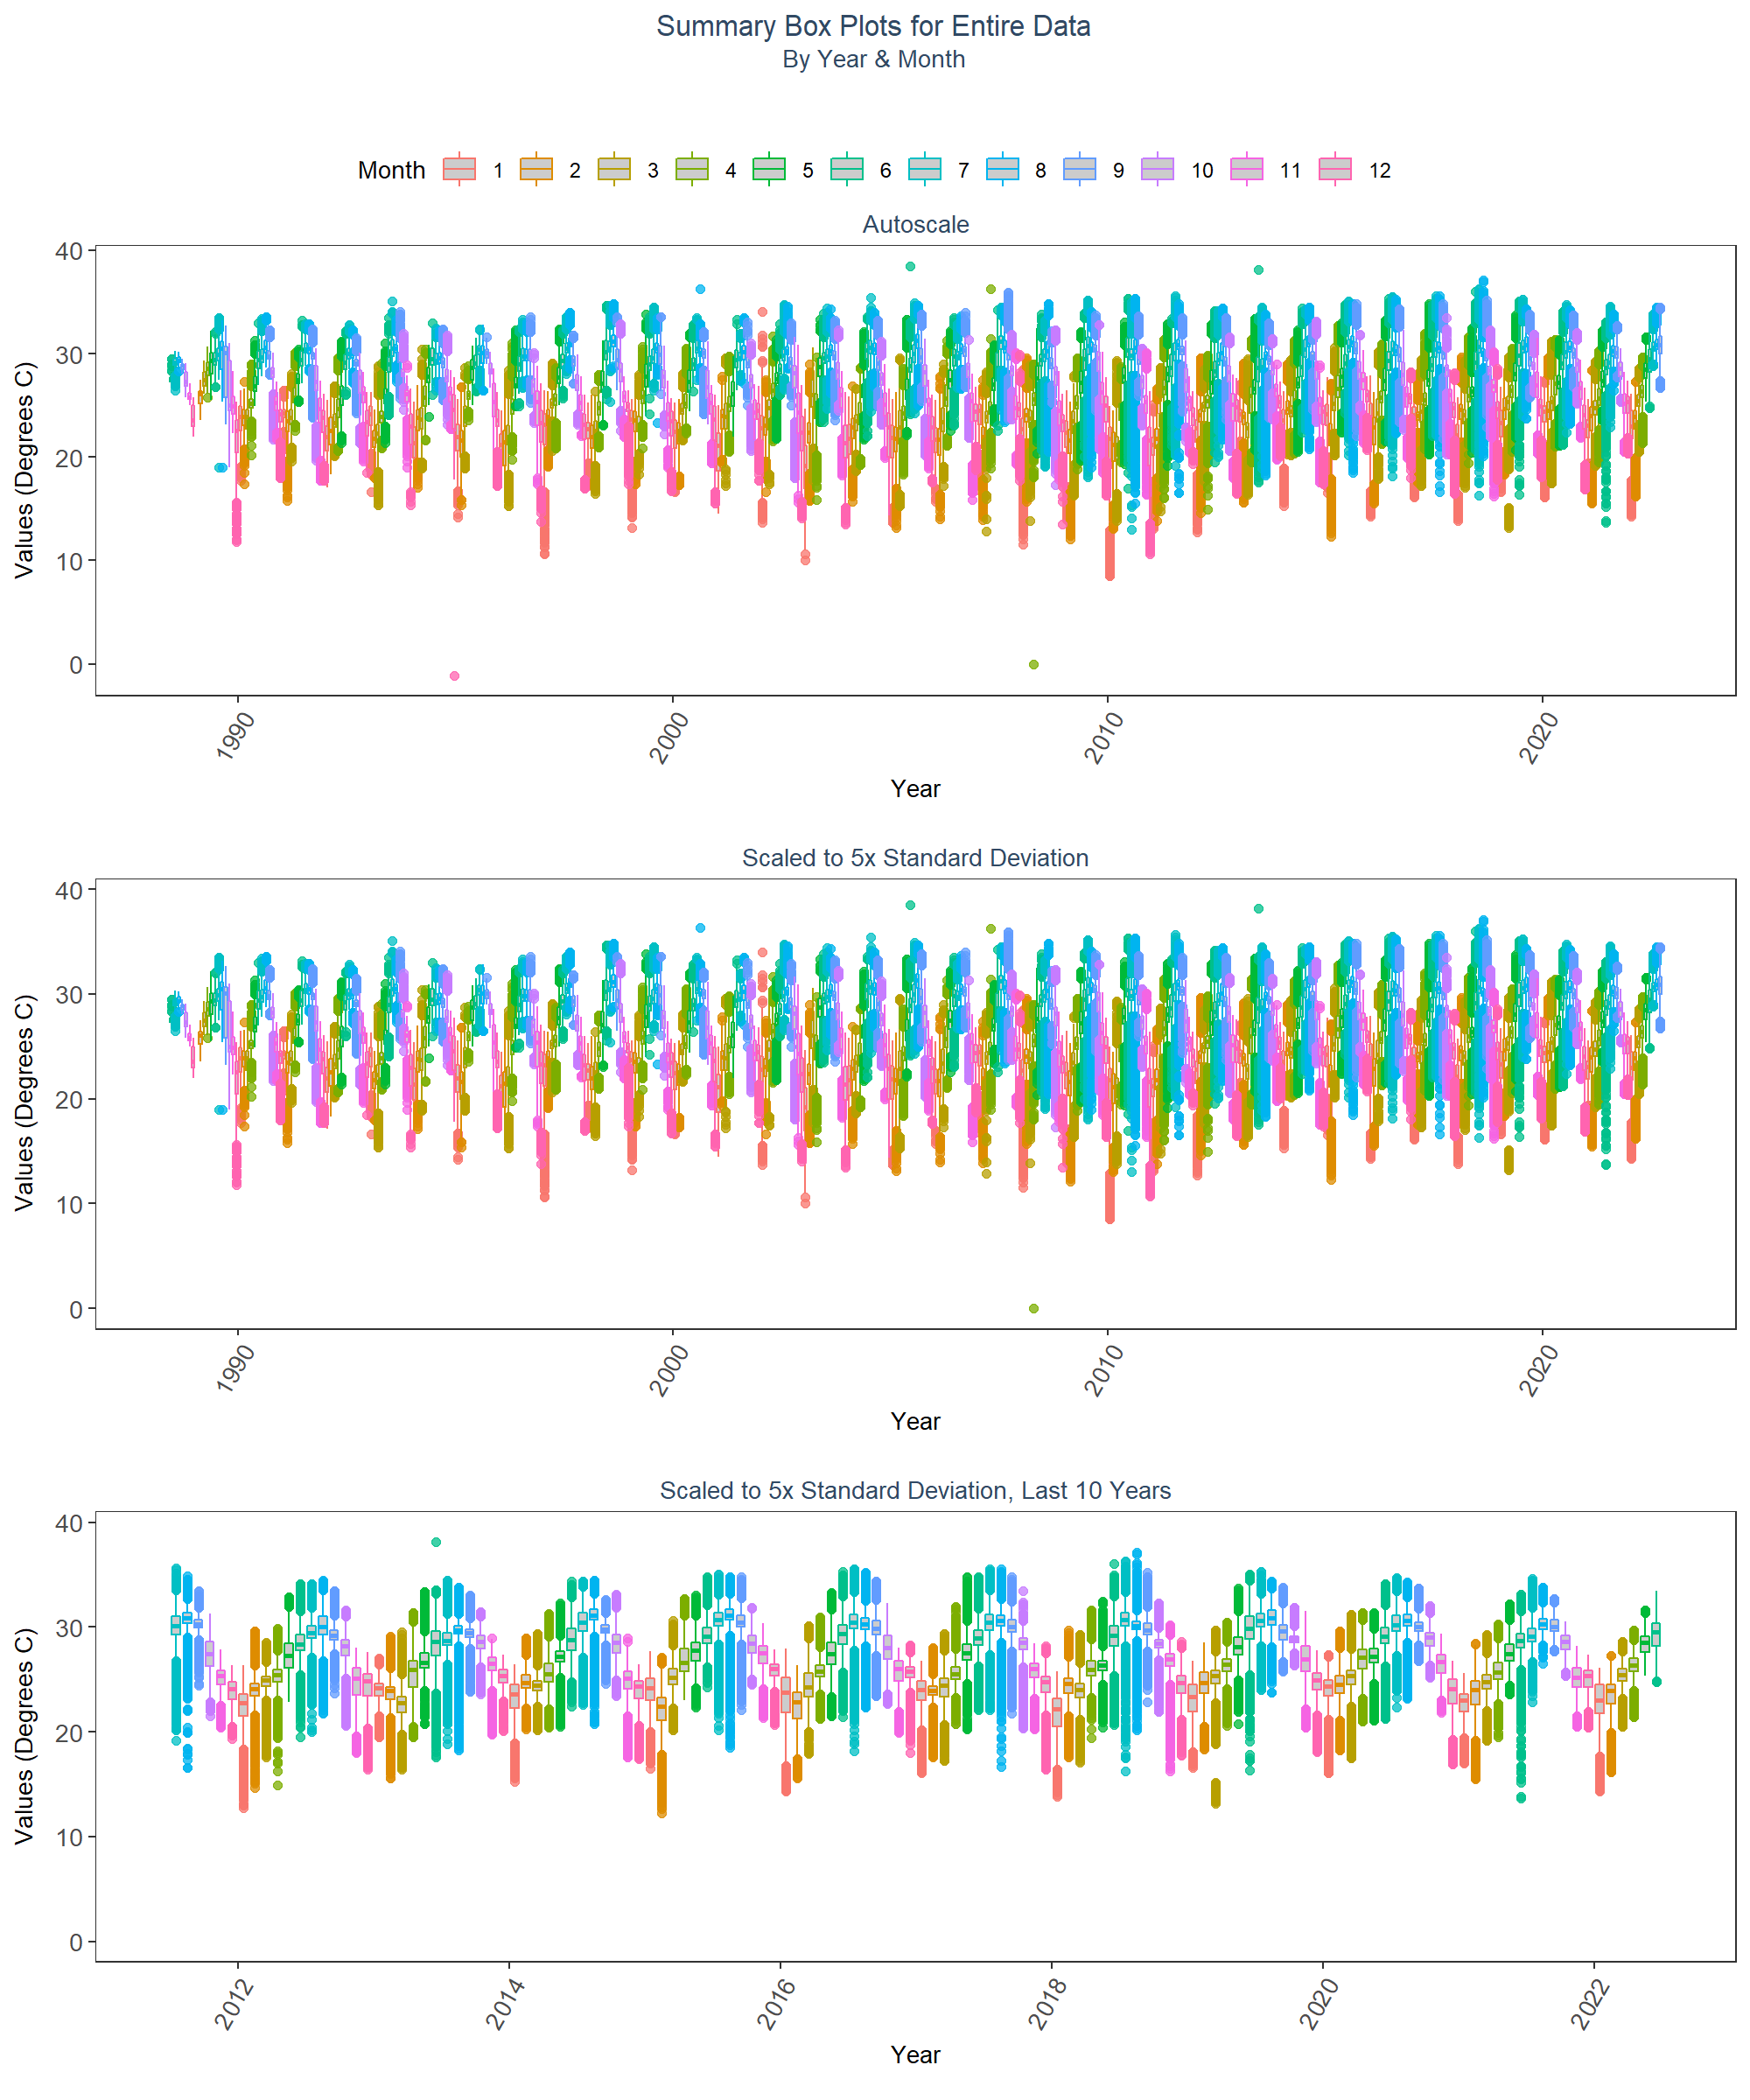 Summary Box Plots for Entire Data
By Year & Month
Month 1 2 3 4 5 6 7 8 9 10 11 12
Autoscale
Values (Degrees C)
40
30
20
10
0
1990 2000 2010 2020
Year
Scaled to 5x Standard Deviation
Values (Degrees C)
40
30
20
10
0
1990 2000 2010 2020
Year
Scaled to 5x Standard Deviation, Last 10 Years
Values (Degrees C)
40
30
20
10
0
2012 2014 2016 2018 2020 2022
Year